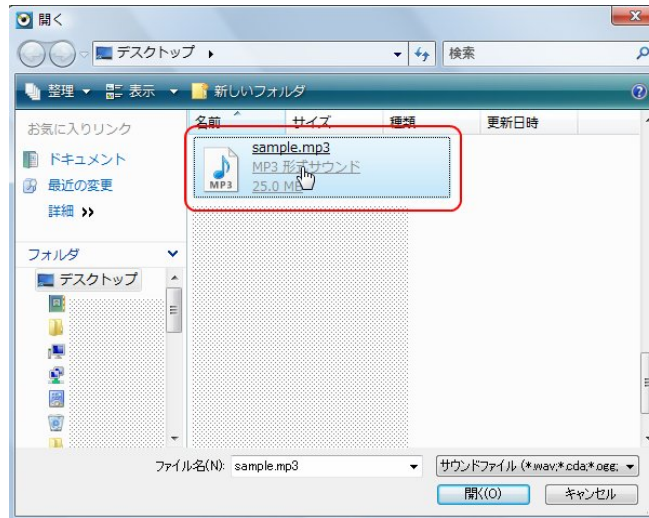 開く
デスクトップ
検索
整理 表示 新しいフォルダ
お気に入りリンク
ドキュメント
最近の変更
詳細 »
フォルダ
デスクトップ
名前 サイズ 種類 更新日時
sample.mp3
MP3 形式サウンド
25.0 MB
MP3
ファイル名(N): sample.mp3
サウンドファイル (*.wav;*.cda;*.ogg;
開く(O) キャンセル